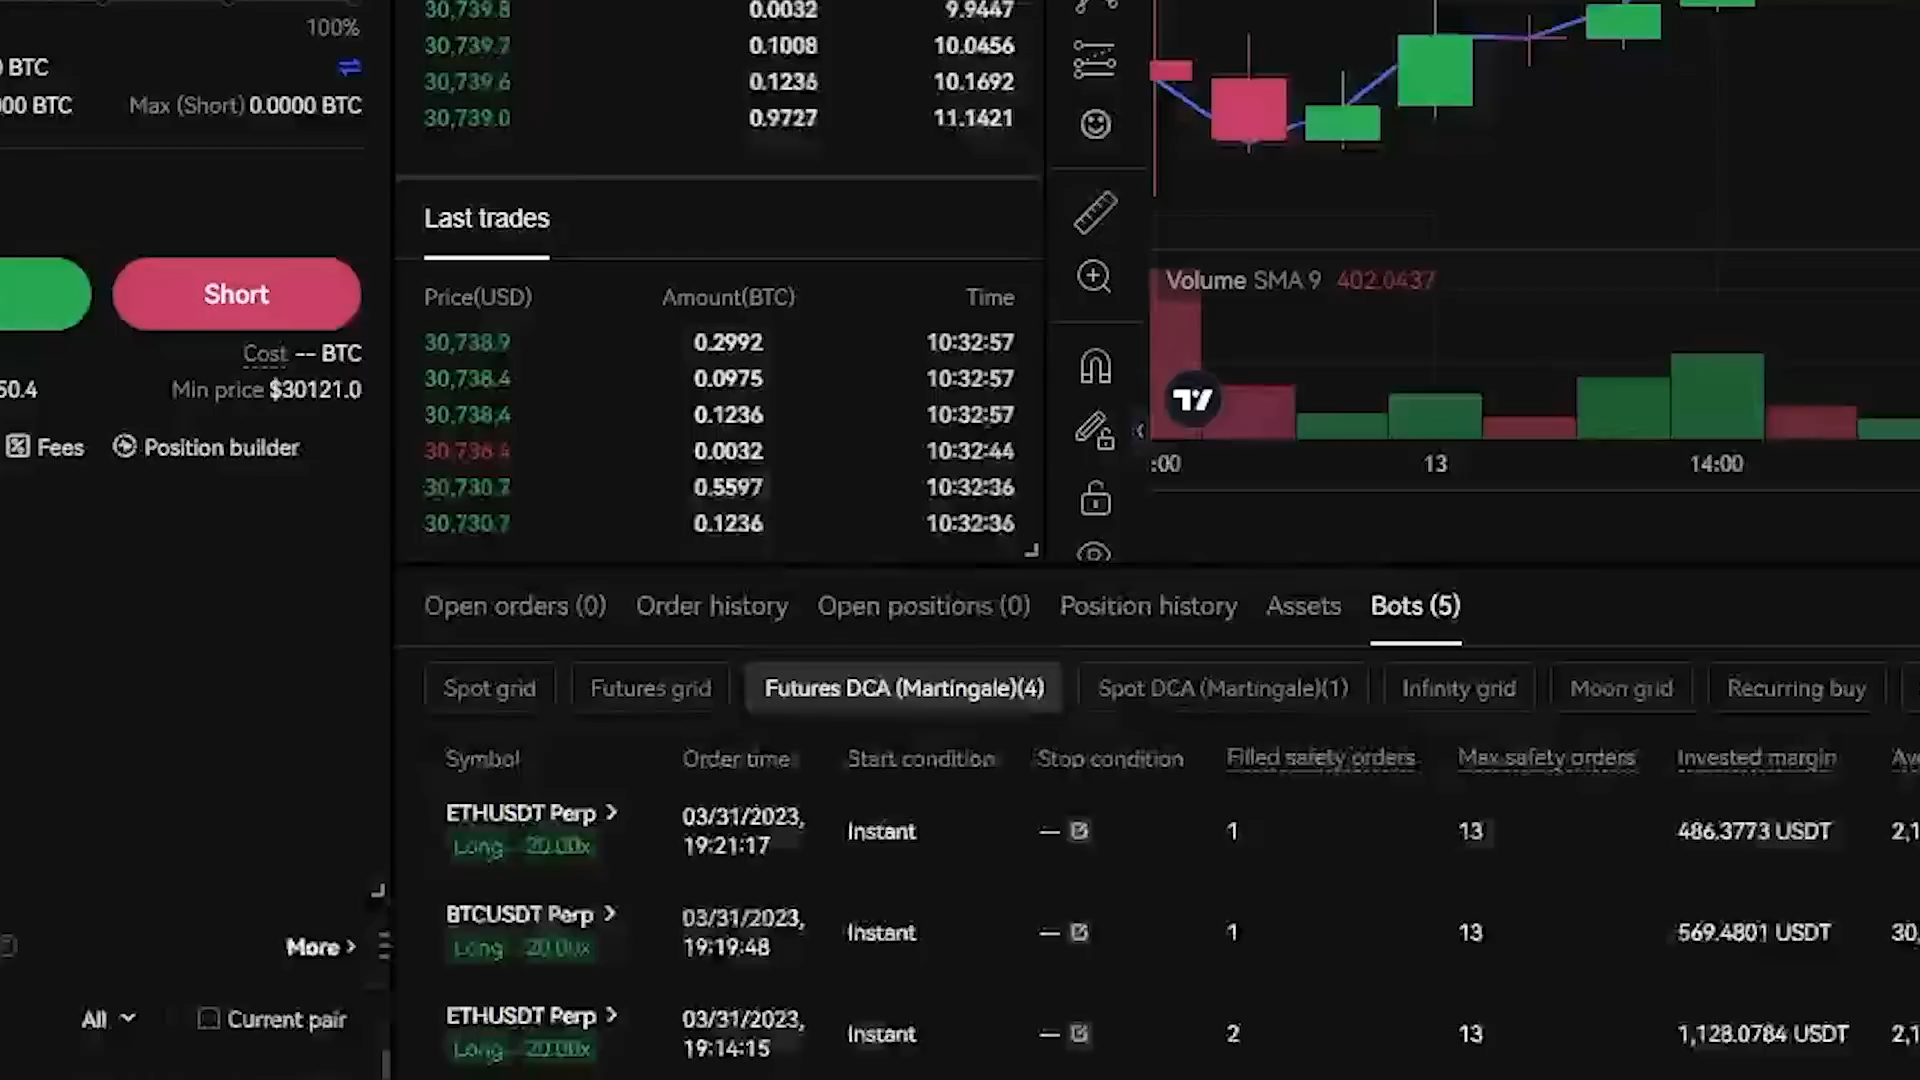 100%
BTC
000 BTC Max (Short) 0.0000 BTC
Short
Cost -- BTC
50.4 Min price $30121.0
Fees Position builder
More >
All Current pair
30,739.8 0.0032 9.9447
30,739.7 0.1008 10.0456
30,739.6 0.1236 10.1692
30,739.0 0.9727 11.1421
Last trades
Price(USD) Amount(BTC) Time
30,738.9 0.2992 10:32:57
30,738.4 0.0975 10:32:57
30,738.4 0.1236 10:32:57
0.0032 10:32:44
30,730.7 0.5597 10:32:36
30,730.7 0.1236 10:32:36
Volume SMA 9 402.0437
:00 13 14:00
Open orders (0) Order history Open positions (0) Position history Assets Bots (5)
Spot grid Futures grid Futures DCA (Martingale)(4) Spot DCA (Martingale)(1) Infinity grid Moon grid Recurring buy
Symbol Order time Start condition Stop condition Filled safety orders Max safety orders Invested margin
ETHUSDT Perp > 03/31/2023, 19:21:17 Instant — 1 13 486.3773 USDT 2,1
Long 20.00x
BTCUSDT Perp > 03/31/2023, 19:19:48 Instant — 1 13 569.4801 USDT 30,
Long 20.00x
ETHUSDT Perp > 03/31/2023, 19:14:15 Instant — 2 13 1,128.0784 USDT 2,1
Long 20.00x